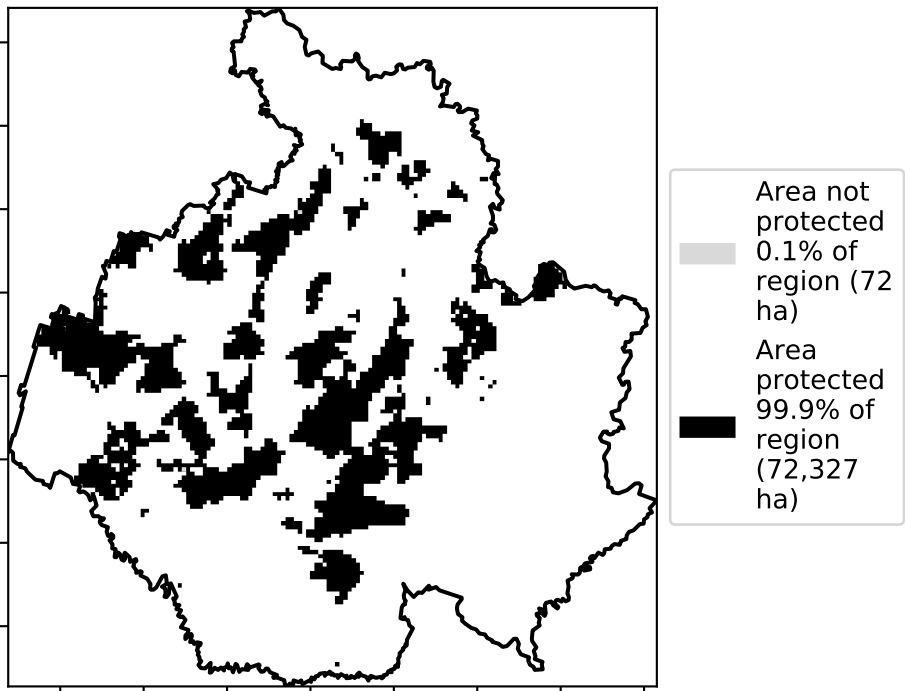 Area not
protected
0.1% of
region (72
ha)
Area
protected
99.9% of
region
(72,327
ha)